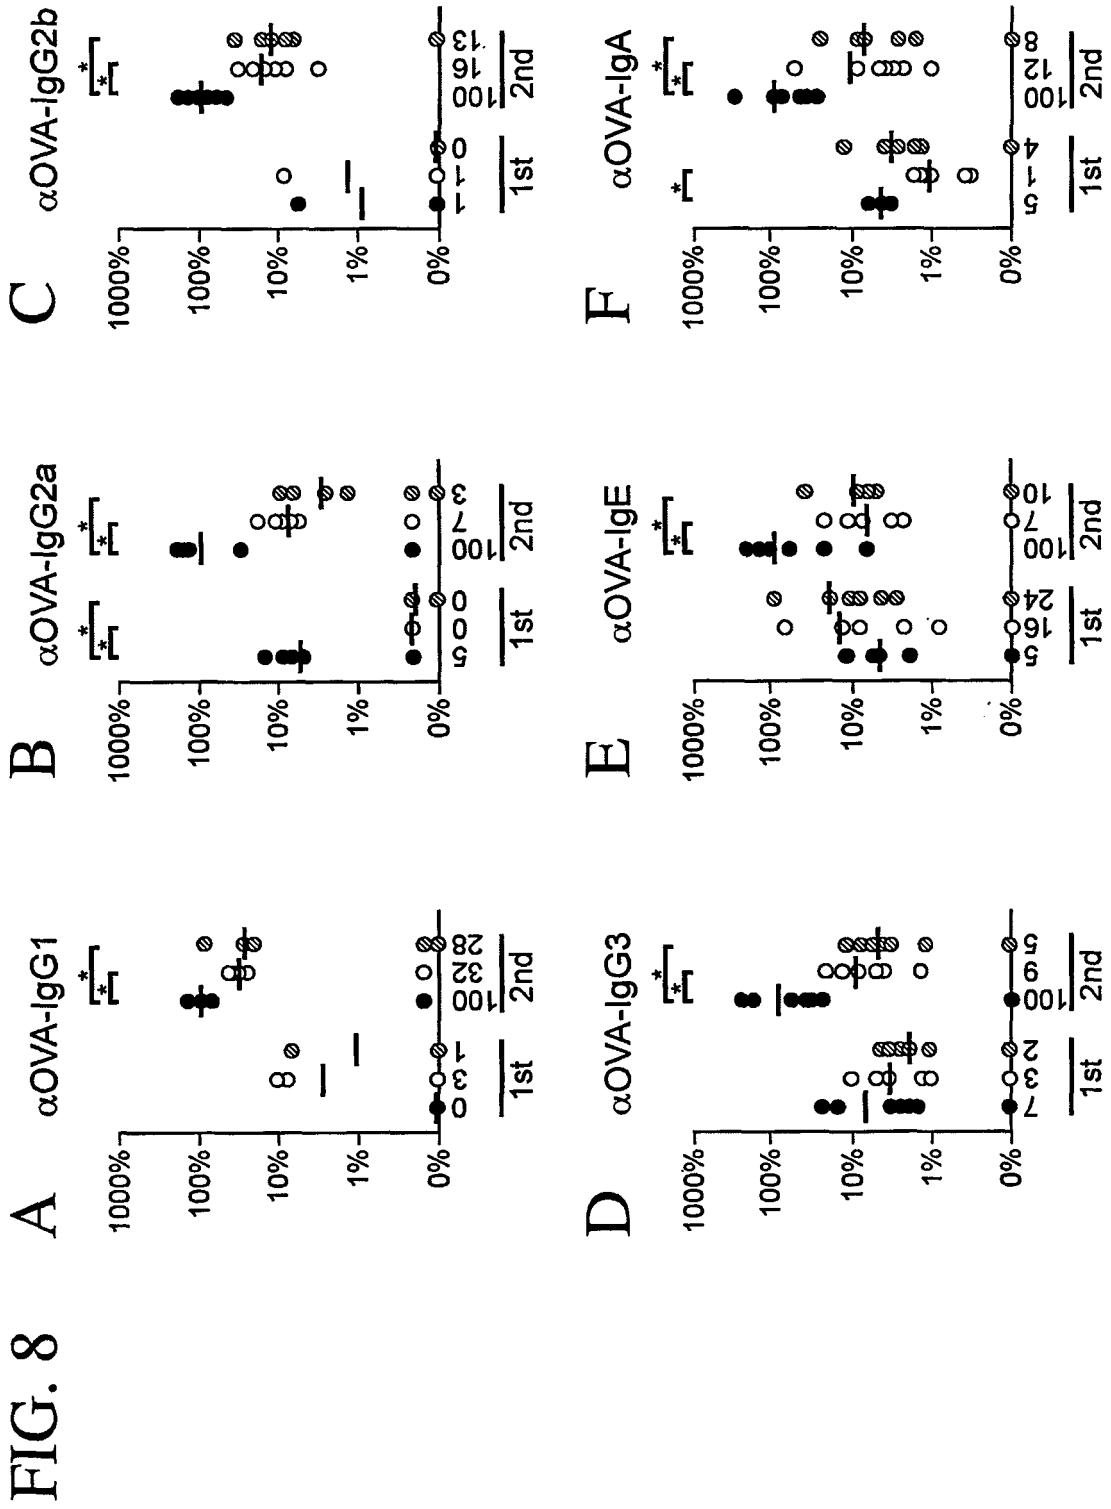 FIG. 8
A
αOVA-IgG1
1000%
100%
10%
1%
0%
0 3 1 100 32 28
1st 2nd
B
αOVA-IgG2a
*
*
*
*
1000%
100%
10%
1%
0%
5 0 0 100 7 3
1st 2nd
C
αOVA-IgG2b
*
*
1000%
100%
10%
1%
0%
1 1 0 100 16 13
1st 2nd
D
αOVA-IgG3
*
*
1000%
100%
10%
1%
0%
7 3 2 100 9 5
1st 2nd
E
αOVA-IgE
*
*
1000%
100%
10%
1%
0%
5 16 24 100 7 10
1st 2nd
F
αOVA-IgA
*
*
*
1000%
100%
10%
1%
0%
5 1 4 100 12 8
1st 2nd